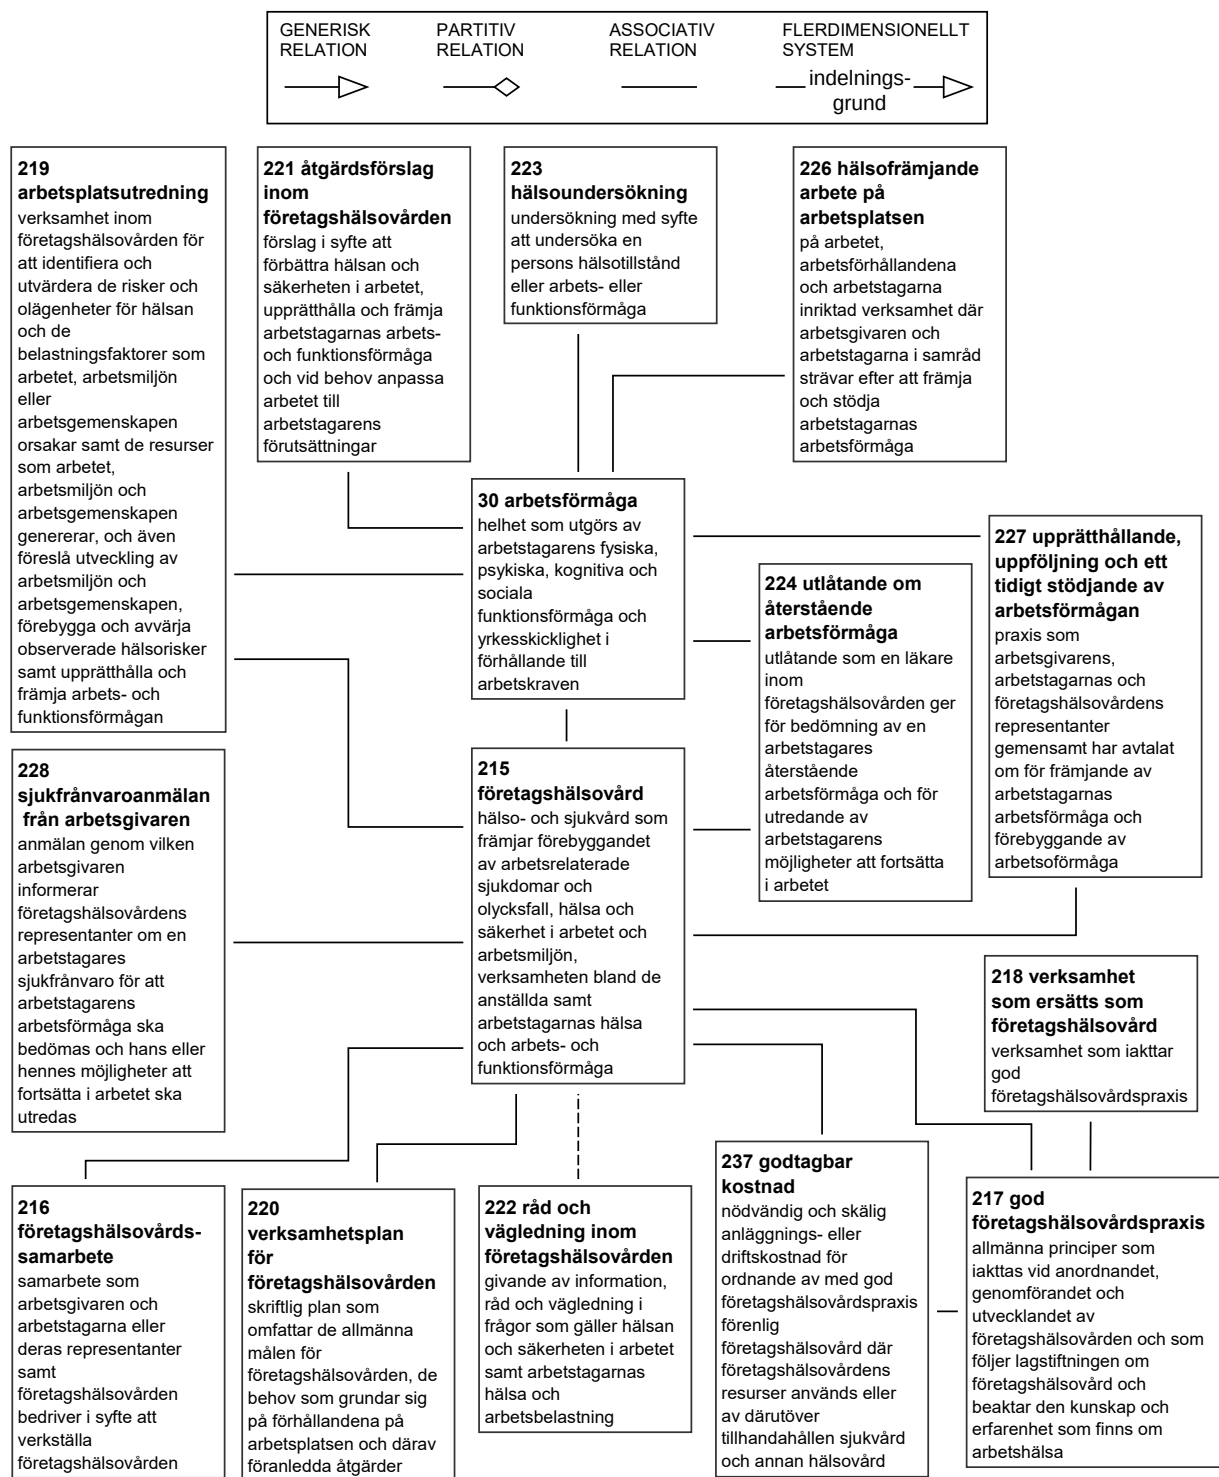 GENERISK
RELATION
PARTITIV
RELATION
ASSOCIATIV
RELATION
FLERDIMENSIONELLT
SYSTEM
indelnings-
grund
219
arbetsplatsutredning
verksamhet inom
företagshälsovården för
att identifiera och
utvärdera de risker och
olägenheter för hälsan
och de
belastningsfaktorer som
arbetet, arbetsmiljön
eller
arbetsgemenskapen
orsakar samt de resurser
som arbetet,
arbetsmiljön och
arbetsgemenskapen
genererar, och även
föreslå utveckling av
arbetsmiljön och
arbetsgemenskapen,
förebygga och avvärja
observerade hälsorisker
samt upprätthålla och
främja arbets- och
funktionsförmågan
221 åtgärdsförslag
inom
företagshälsovården
förslag i syfte att
förbättra hälsan och
säkerheten i arbetet,
upprätthålla och främja
arbetstagarnas arbets-
och funktionsförmåga
och vid behov anpassa
arbetet till
arbetstagarens
förutsättningar
223
hälsoundersökning
undersökning med syfte
att undersöka en
persons hälsotillstånd
eller arbets- eller
funktionsförmåga
226 hälsofrämjande
arbete på
arbetsplatsen
på arbetet,
arbetsförhållandena
och arbetstagarna
inriktad verksamhet där
arbetsgivaren och
arbetstagarna i samråd
strävar efter att främja
och stödja
arbetstagarnas
arbetsförmåga
30 arbetsförmåga
helhet som utgörs av
arbetstagarens fysiska,
psykiska, kognitiva och
sociala
funktionsförmåga och
yrkesskicklighet i
förhållande till
arbetskraven
227 upprätthållande,
uppföljning och ett
tidigt stödjande av
arbetsförmågan
praxis som
arbetsgivarens,
arbetstagarnas och
företagshälsovårdens
representanter
gemensamt har avtalat
om för främjande av
arbetstagarnas
arbetsförmåga och
förebyggande av
arbetsoförmåga
224 utlåtande om
återstående
arbetsförmåga
utlåtande som en läkare
inom
företagshälsovården ger
för bedömning av en
arbetstagares
återstående
arbetsförmåga och för
utredande av
arbetstagarens
möjligheter att fortsätta
i arbetet
228
sjukfrånvaroanmälan
från arbetsgivaren
anmälan genom vilken
arbetsgivaren
informerar
företagshälsovårdens
representanter om en
arbetstagares
sjukfrånvaro för att
arbetstagarens
arbetsförmåga ska
bedömas och hans eller
hennes möjligheter att
fortsätta i arbetet ska
utredas
215
företagshälsovård
hälso- och sjukvård som
främjar förebyggandet
av arbetsrelaterade
sjukdomar och
olycksfall, hälsa och
säkerhet i arbetet och
arbetsmiljön,
verksamheten bland de
anställda samt
arbetstagarnas hälsa
och arbets- och
funktionsförmåga
218 verksamhet
som ersätts som
företagshälsovård
verksamhet som iakttar
god
företagshälsovårdspraxis
216
företagshälsovårds-
samarbete
samarbete som
arbetsgivaren och
arbetstagarna eller
deras representanter
samt
företagshälsovården
bedriver i syfte att
verkställa
företagshälsovården
220
verksamhetsplan
för
företagshälsovården
skriftlig plan som
omfattar de allmänna
målen för
företagshälsovården, de
behov som grundar sig
på förhållandena på
arbetsplatsen och därav
föranledda åtgärder
222 råd och
vägledning inom
företagshälsovården
givande av information,
råd och vägledning i
frågor som gäller hälsan
och säkerheten i arbetet
samt arbetstagarnas
hälsa och
arbetsbelastning
237 godtagbar
kostnad
nödvändig och skälig
anläggnings- eller
driftskostnad för
ordnande av med god
företagshälsovårdspraxis
förenlig
företagshälsovård där
företagshälsovårdens
resurser används eller
av därutöver
tillhandahållen sjukvård
och annan hälsovård
217 god
företagshälsovårdspraxis
allmänna principer som
iakttas vid anordnandet,
genomförandet och
utvecklandet av
företagshälsovården och som
följer lagstiftningen om
företagshälsovård och
beaktar den kunskap och
erfarenhet som finns om
arbetshälsa